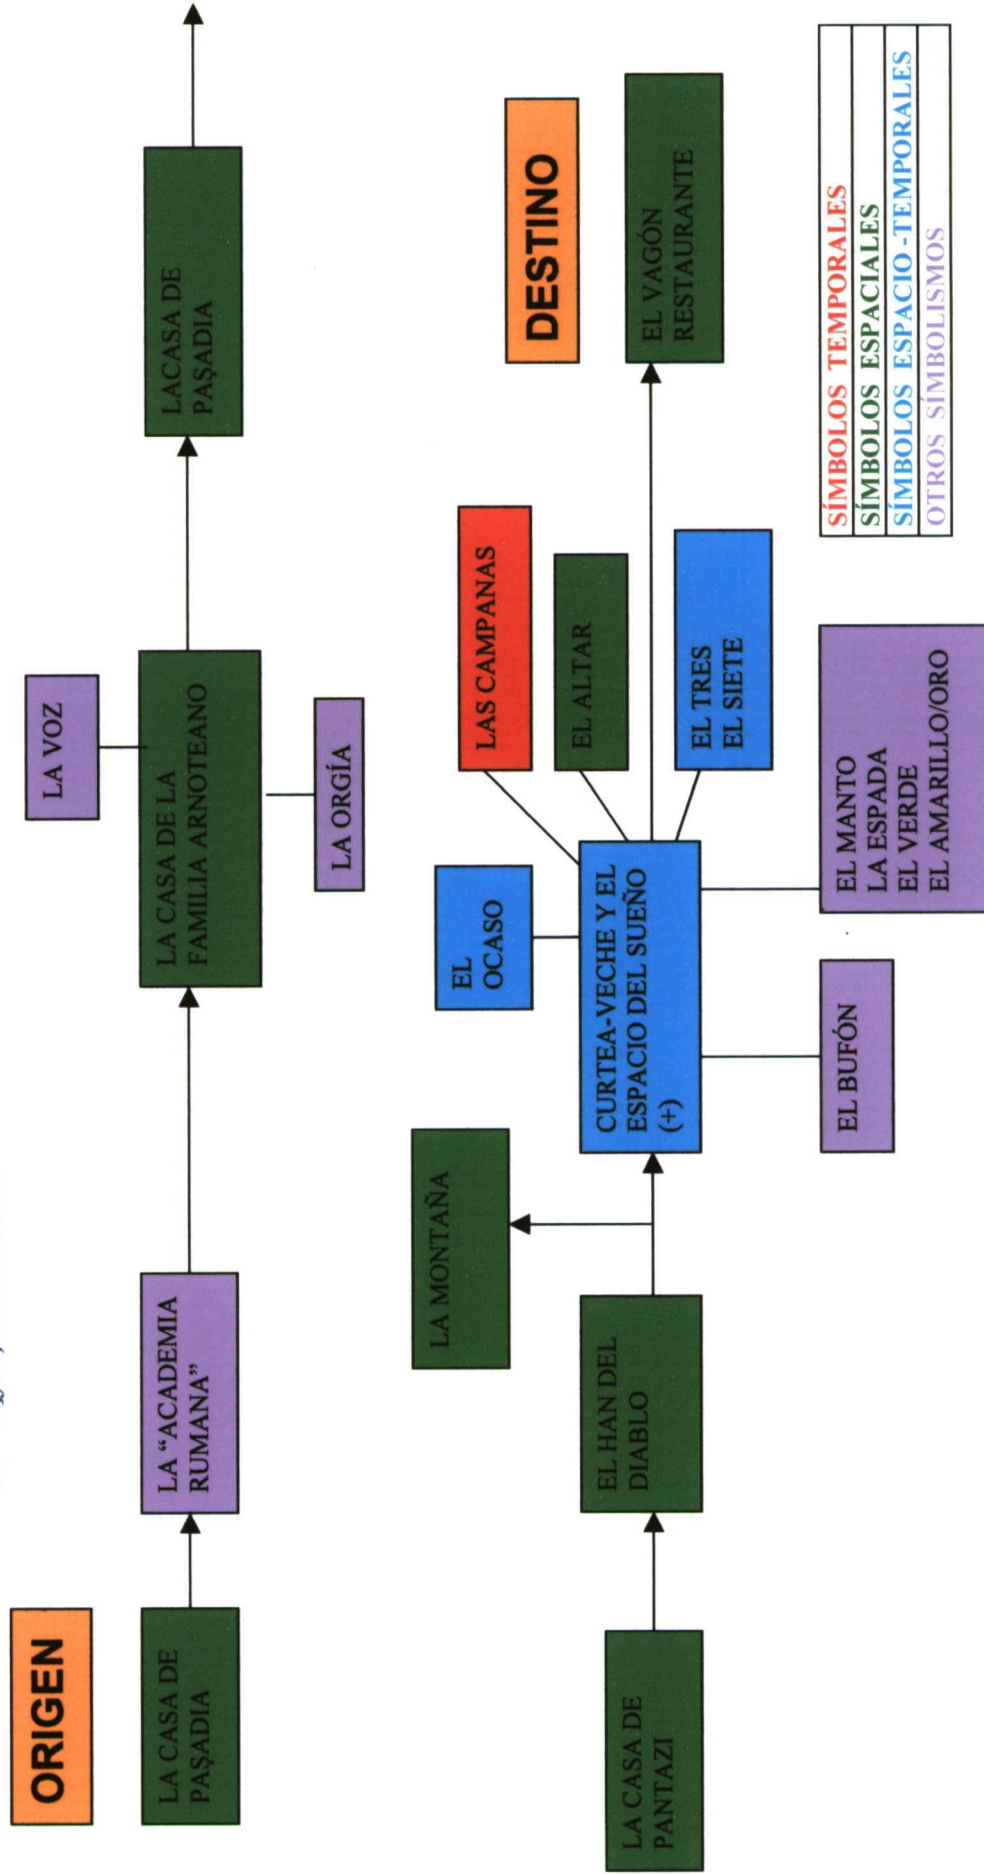 ORIGEN
LA CASA DE
PAŞADIA
LA “ACADEMIA
RUMANA”
LA VOZ
LA CASA DE LA
FAMILIA ARNOTEANO
LA ORGÍA
LACASA DE
PAŞADIA
LA CASA DE
PANTAZI
EL HAN DEL
DIABLO
LA MONTAÑA
CURTEA-VECHE Y EL
ESPACIO DEL SUEÑO
(+)
EL
OCASO
LAS CAMPANAS
EL ALTAR
EL TRES
EL SIETE
EL BUFÓN
EL MANTO
LA ESPADA
EL VERDE
EL AMARILLO/ORO
DESTINO
EL VAGÓN
RESTAURANTE
SÍMBOLOS TEMPORALES
SÍMBOLOS ESPACIALES
SÍMBOLOS ESPACIO -TEMPORALES
OTROS SÍMBOLISMOS